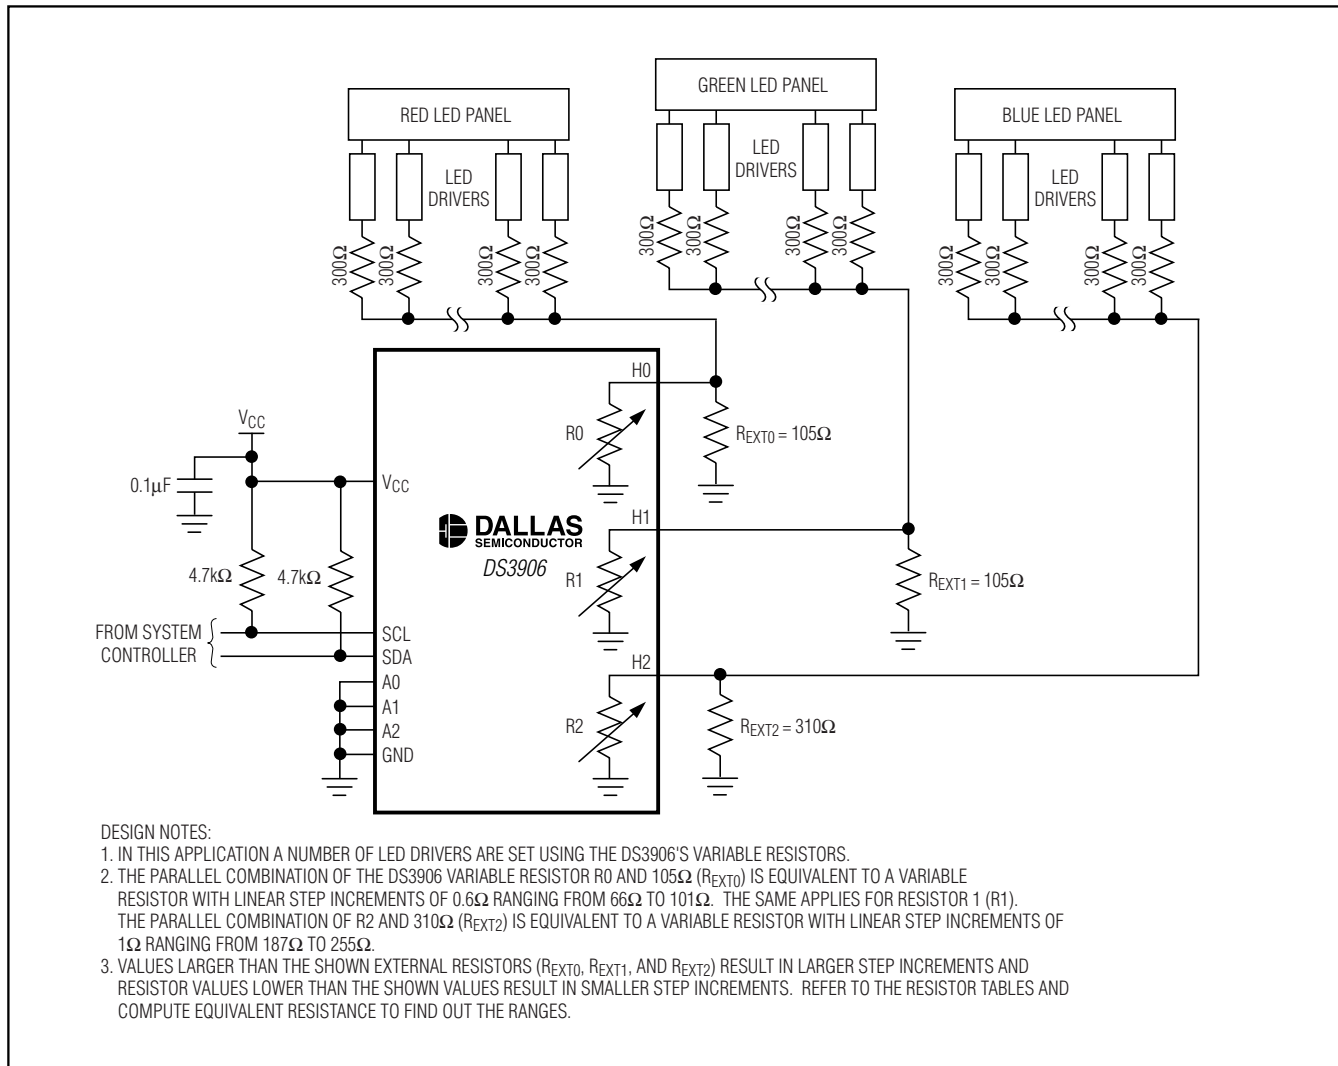 RED LED PANEL
GREEN LED PANEL
BLUE LED PANEL
LED
DRIVERS
LED
DRIVERS
LED
DRIVERS
300Ω
300Ω
300Ω
300Ω
300Ω
300Ω
300Ω
300Ω
300Ω
300Ω
300Ω
300Ω
VCC
0.1µF
4.7kΩ
4.7kΩ
FROM SYSTEM
CONTROLLER
VCC
SCL
SDA
A0
A1
A2
GND
DALLAS
SEMICONDUCTOR
DS3906
H0
R0
REXT0 = 105Ω
H1
R1
REXT1 = 105Ω
H2
R2
REXT2 = 310Ω
DESIGN NOTES:
1. IN THIS APPLICATION A NUMBER OF LED DRIVERS ARE SET USING THE DS3906'S VARIABLE RESISTORS.
2. THE PARALLEL COMBINATION OF THE DS3906 VARIABLE RESISTOR R0 AND 105Ω (REXT0) IS EQUIVALENT TO A VARIABLE
RESISTOR WITH LINEAR STEP INCREMENTS OF 0.6Ω RANGING FROM 66Ω TO 101Ω. THE SAME APPLIES FOR RESISTOR 1 (R1).
THE PARALLEL COMBINATION OF R2 AND 310Ω (REXT2) IS EQUIVALENT TO A VARIABLE RESISTOR WITH LINEAR STEP INCREMENTS OF
1Ω RANGING FROM 187Ω TO 255Ω.
3. VALUES LARGER THAN THE SHOWN EXTERNAL RESISTORS (REXT0, REXT1, AND REXT2) RESULT IN LARGER STEP INCREMENTS AND
RESISTOR VALUES LOWER THAN THE SHOWN VALUES RESULT IN SMALLER STEP INCREMENTS. REFER TO THE RESISTOR TABLES AND
COMPUTE EQUIVALENT RESISTANCE TO FIND OUT THE RANGES.